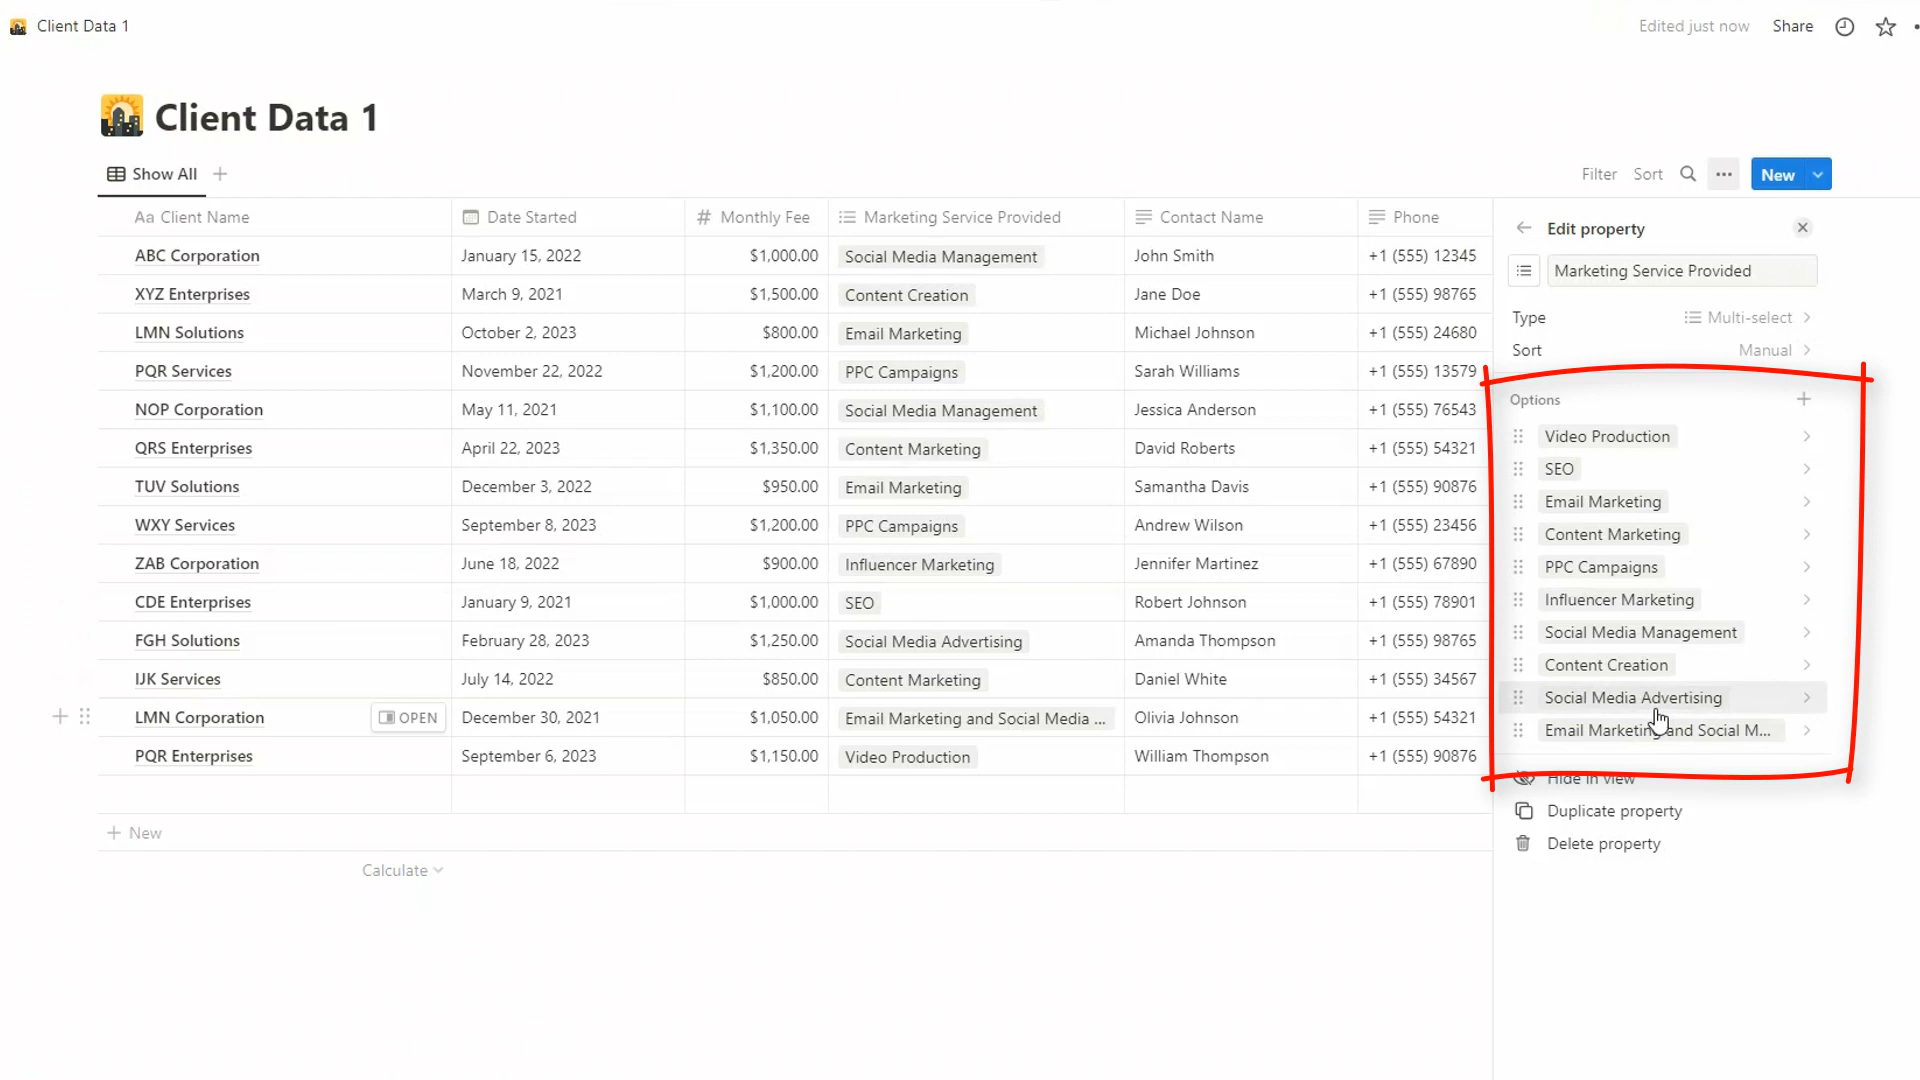 Client Data 1
Edited just now Share
Client Data 1
Show All
Filter Sort New
Aa Client Name Date Started # Monthly Fee Marketing Service Provided Contact Name Phone
ABC Corporation January 15, 2022 $1,000.00 Social Media Management John Smith +1 (555) 12345
XYZ Enterprises March 9, 2021 $1,500.00 Content Creation Jane Doe +1 (555) 98765
LMN Solutions October 2, 2023 $800.00 Email Marketing Michael Johnson +1 (555) 24680
PQR Services November 22, 2022 $1,200.00 PPC Campaigns Sarah Williams +1 (555) 13579
NOP Corporation May 11, 2021 $1,100.00 Social Media Management Jessica Anderson +1 (555) 76543
QRS Enterprises April 22, 2023 $1,350.00 Content Marketing David Roberts +1 (555) 54321
TUV Solutions December 3, 2022 $950.00 Email Marketing Samantha Davis +1 (555) 90876
WXY Services September 8, 2023 $1,200.00 PPC Campaigns Andrew Wilson +1 (555) 23456
ZAB Corporation June 18, 2022 $900.00 Influencer Marketing Jennifer Martinez +1 (555) 67890
CDE Enterprises January 9, 2021 $1,000.00 SEO Robert Johnson +1 (555) 78901
FGH Solutions February 28, 2023 $1,250.00 Social Media Advertising Amanda Thompson +1 (555) 98765
IJK Services July 14, 2022 $850.00 Content Marketing Daniel White +1 (555) 34567
LMN Corporation OPEN December 30, 2021 $1,050.00 Email Marketing and Social Media ... Olivia Johnson +1 (555) 54321
PQR Enterprises September 6, 2023 $1,150.00 Video Production William Thompson +1 (555) 90876
New
Calculate
Edit property
Marketing Service Provided
Type Multi-select
Sort Manual
Options
Video Production
SEO
Email Marketing
Content Marketing
PPC Campaigns
Influencer Marketing
Social Media Management
Content Creation
Social Media Advertising
Email Marketing and Social M...
Hide in view
Duplicate property
Delete property